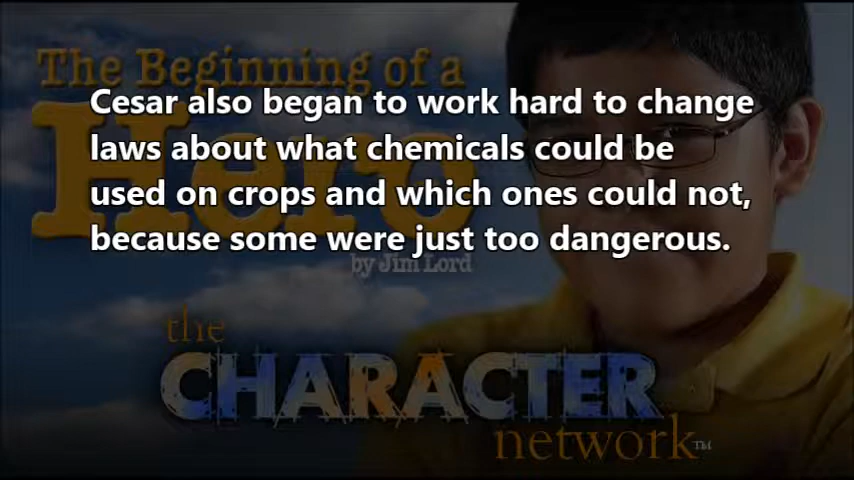 The Beginning of a
Hero
Cesar also began to work hard to change
laws about what chemicals could be
used on crops and which ones could not,
because some were just too dangerous.
by Jim Lord
the
CHARACTER
network™